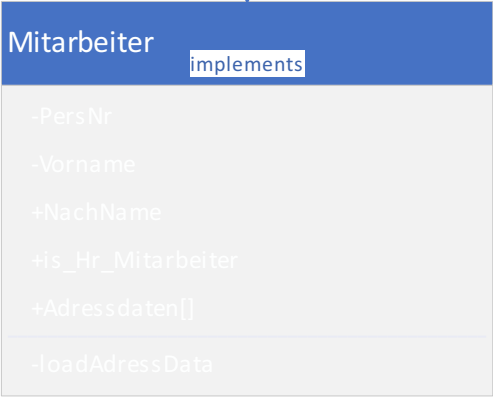 Mitarbeiter
implements
-PersNr
-Vorname
+NachName
+is_Hr_Mitarbeiter
+Adressdaten[]
-loadAdressData